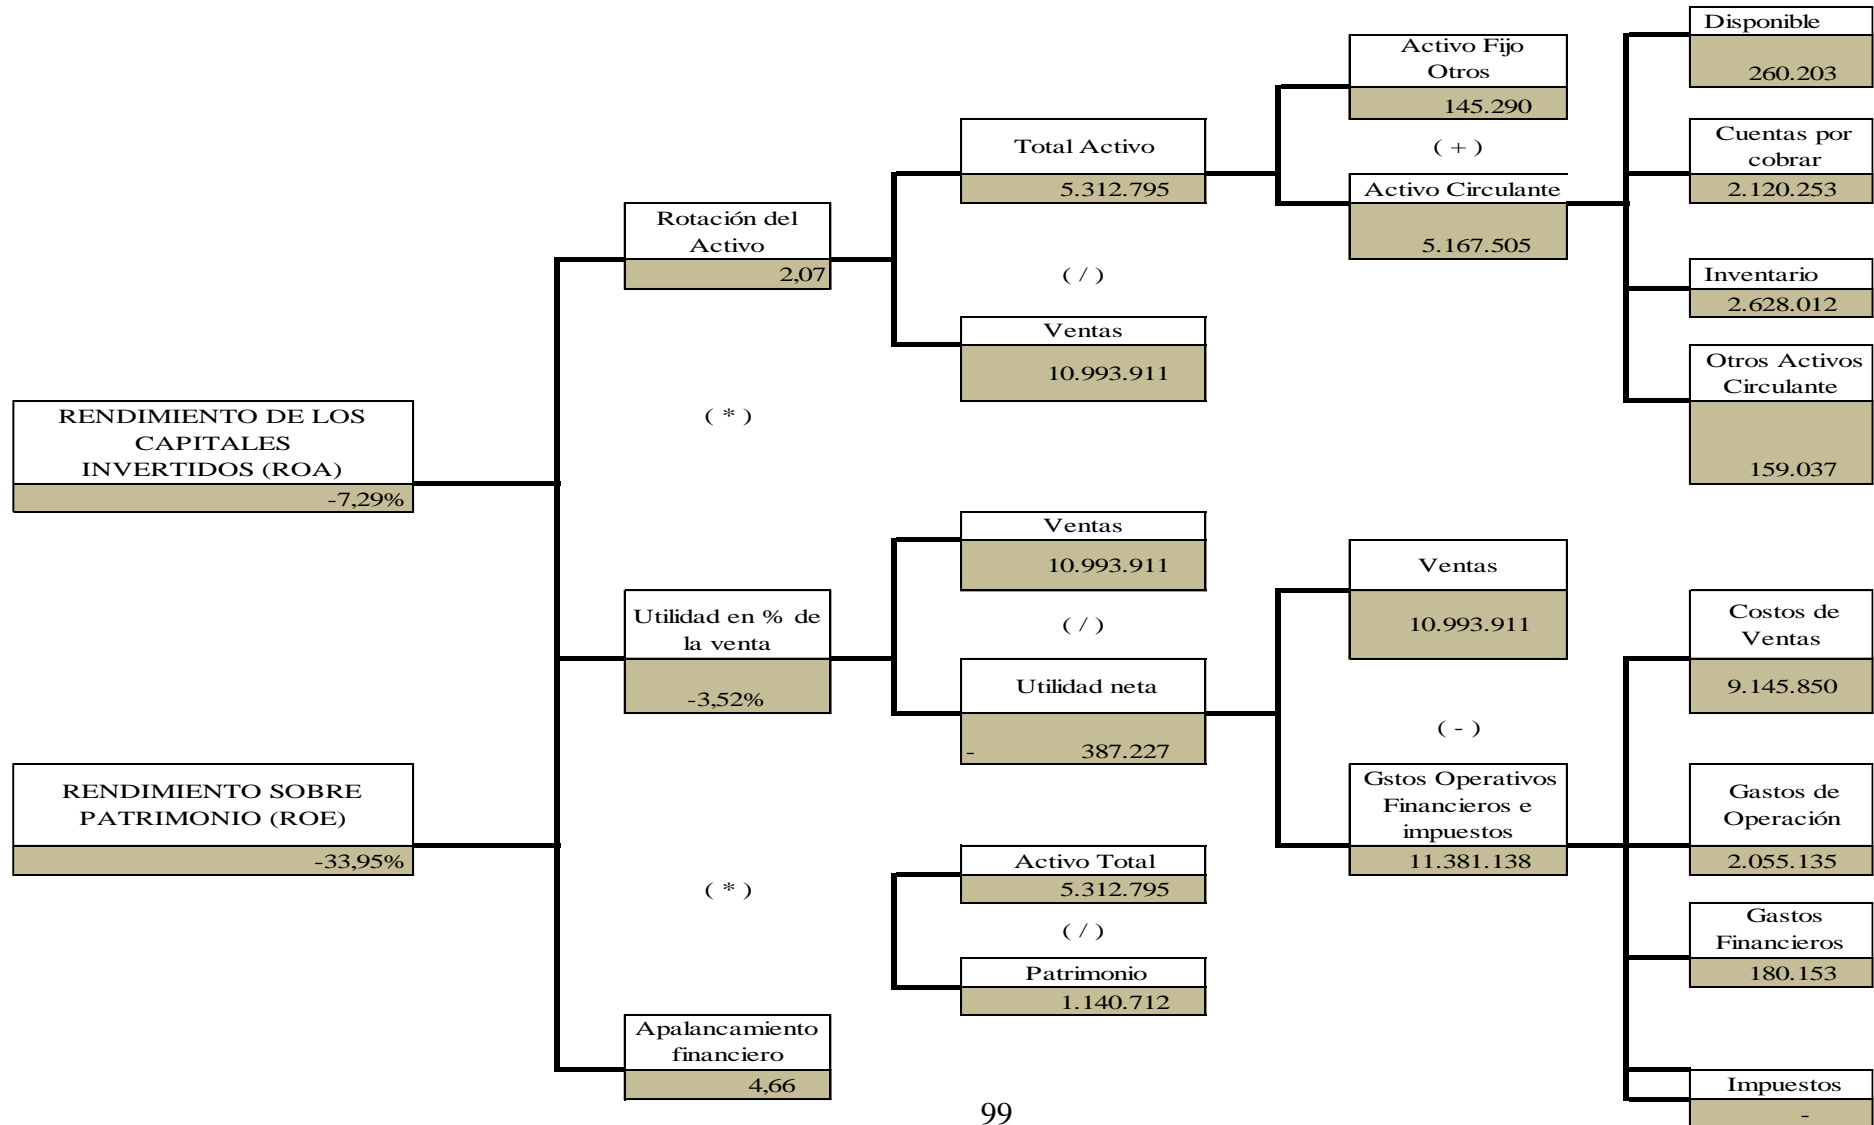 Disponible
260.203
Activo Fijo
Otros
145.290
Cuentas por
cobrar
2.120.253
Total Activo
5.312.795
( + )
Activo Circulante
5.167.505
Rotación del
Activo
2,07
( / )
Inventario
2.628.012
Ventas
10.993.911
Otros Activos
Circulante
159.037
RENDIMIENTO DE LOS
CAPITALES
INVERTIDOS (ROA)
-7,29%
( * )
Ventas
10.993.911
Ventas
10.993.911
Utilidad en % de
la venta
-3,52%
( / )
Costos de
Ventas
9.145.850
Utilidad neta
- 387.227
( - )
RENDIMIENTO SOBRE
PATRIMONIO (ROE)
-33,95%
Gstos Operativos
Financieros e
impuestos
11.381.138
Gastos de
Operación
2.055.135
( * )
Activo Total
5.312.795
( / )
Patrimonio
1.140.712
Gastos
Financieros
180.153
Apalancamiento
financiero
4,66
Impuestos
-
99